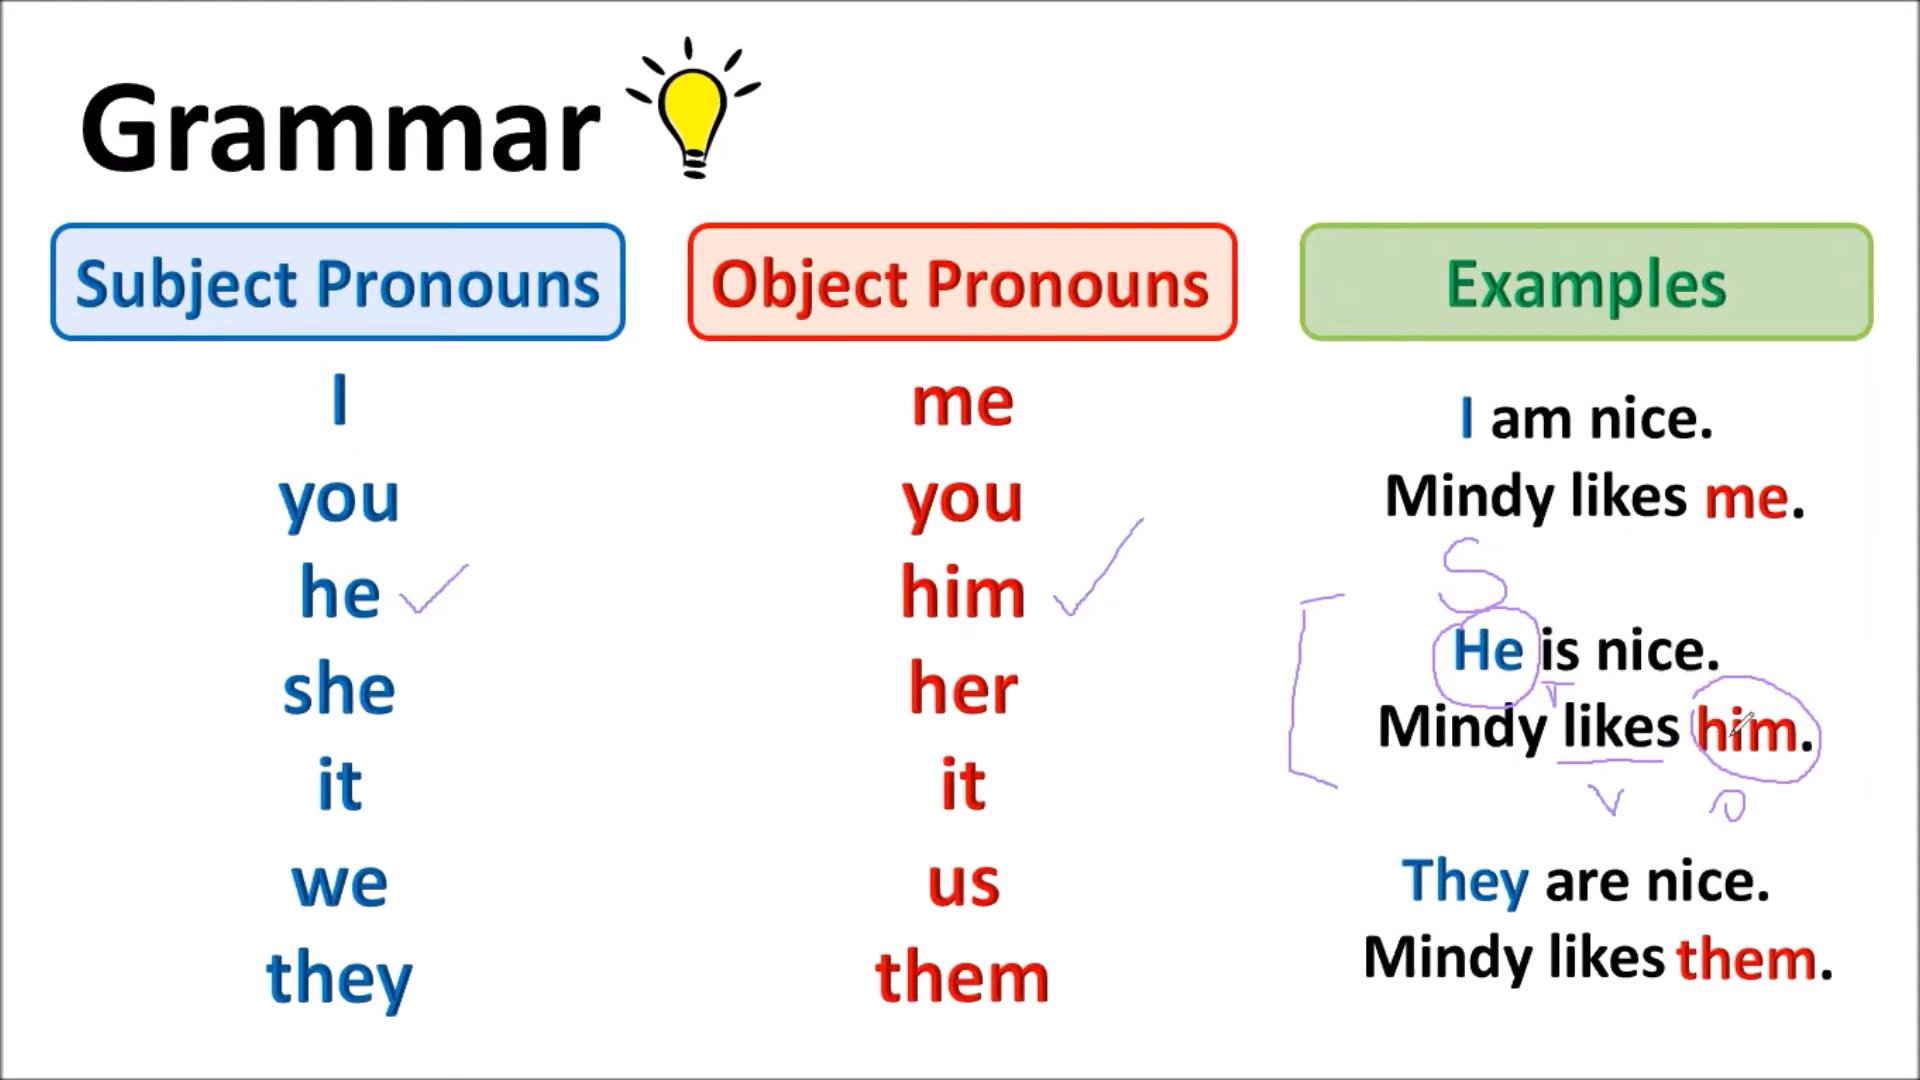 Grammar
Subject Pronouns
I
you
he
she
it
we
they
Object Pronouns
me
you
him
her
it
us
them
Examples
I am nice.
Mindy likes me.
S
He is nice.
v
Mindy likes him.
v o
They are nice.
Mindy likes them.